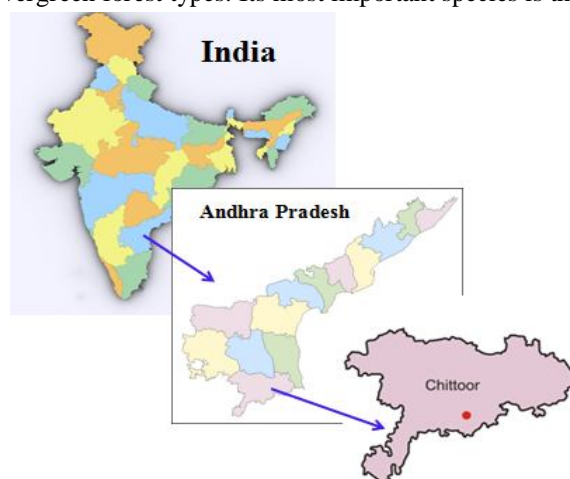 vergreen forest types. Its most important species is
India
Andhra Pradesh
Chittoor